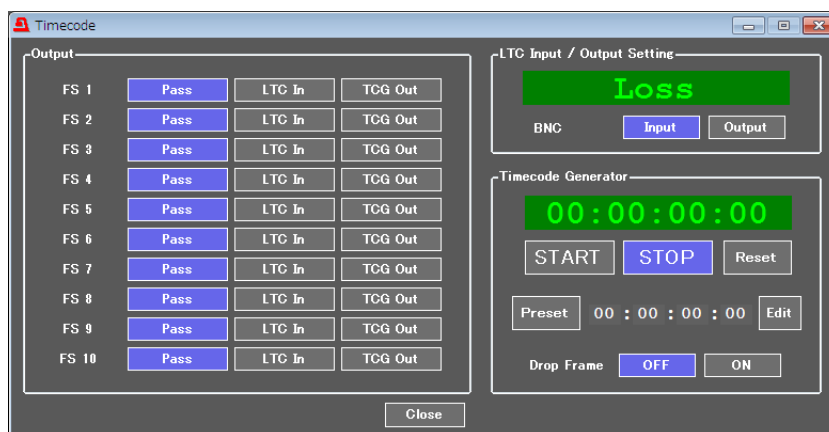 Timecode
Output
FS 1 Pass LTC In TCG Out
FS 2 Pass LTC In TCG Out
FS 3 Pass LTC In TCG Out
FS 4 Pass LTC In TCG Out
FS 5 Pass LTC In TCG Out
FS 6 Pass LTC In TCG Out
FS 7 Pass LTC In TCG Out
FS 8 Pass LTC In TCG Out
FS 9 Pass LTC In TCG Out
FS 10 Pass LTC In TCG Out
LTC Input / Output Setting
Loss
BNC Input Output
Timecode Generator
00:00:00:00
START STOP Reset
Preset 00 : 00 : 00 : 00 Edit
Drop Frame OFF ON
Close